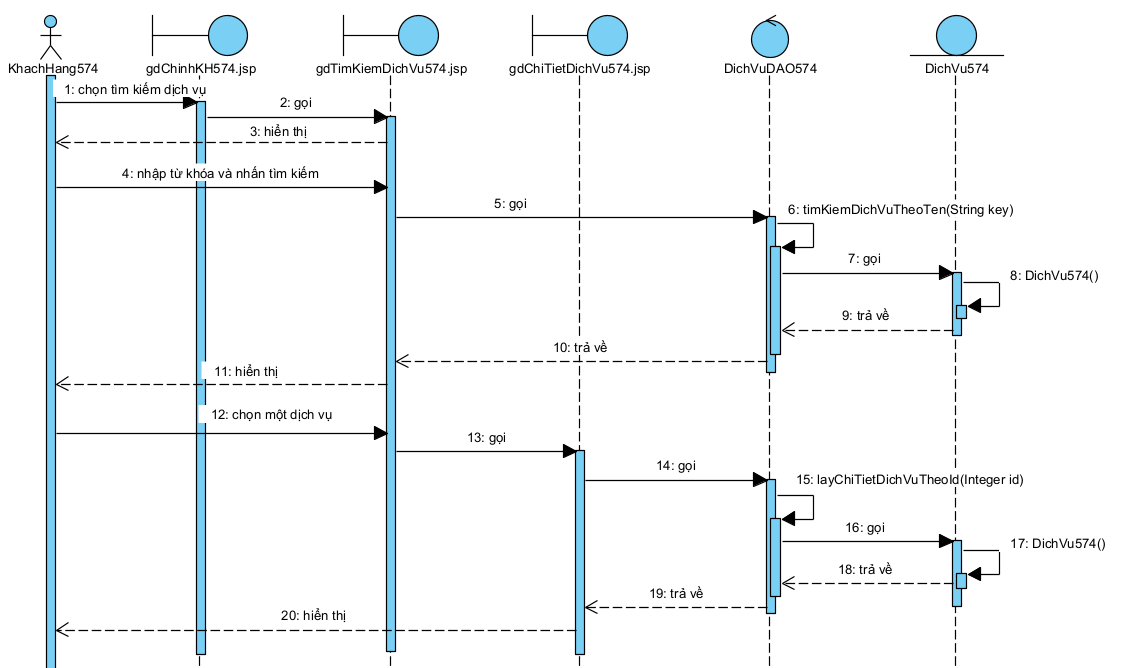 KhachHang574
gdChinhKH574.jsp
gdTimKiemDichVu574.jsp
gdChiTietDichVu574.jsp
DichVuDAO574
DichVu574
1: chọn tìm kiếm dịch vụ
2: gọi
3: hiển thị
4: nhập từ khóa và nhấn tìm kiếm
5: gọi
6: timKiemDichVuTheoTen(String key)
7: gọi
8: DichVu574()
9: trả về
10: trả về
11: hiển thị
12: chọn một dịch vụ
13: gọi
14: gọi
15: layChiTietDichVuTheoId(Integer id)
16: gọi
17: DichVu574()
18: trả về
19: trả về
20: hiển thị